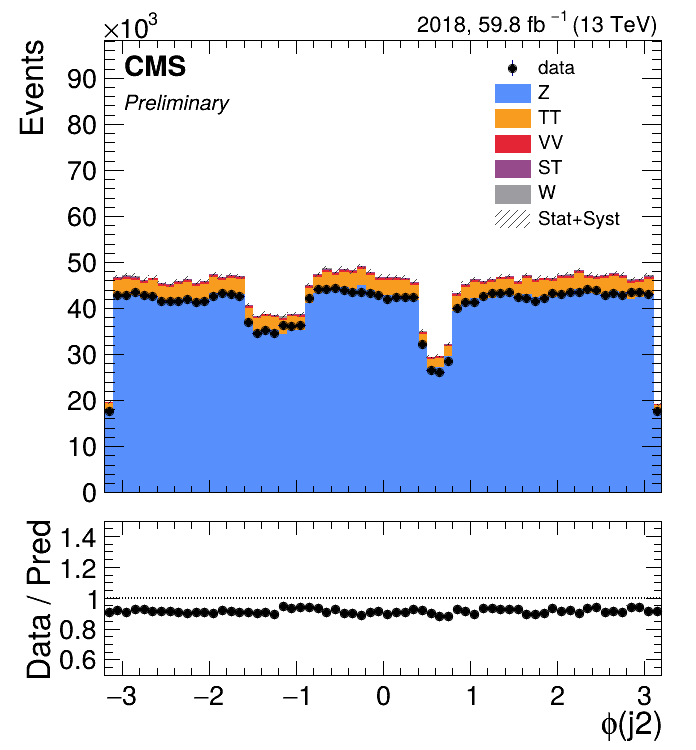 ×10³
2018, 59.8 fb⁻¹ (13 TeV)
CMS
Preliminary
Events
data
Z
TT
VV
ST
W
Stat+Syst
90
80
70
60
50
40
30
20
10
0
Data / Pred
1.4
1.2
1
0.8
0.6
−3 −2 −1 0 1 2 3
ϕ(j2)